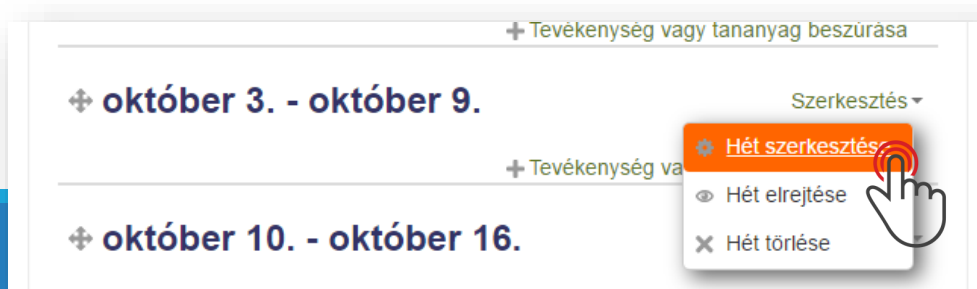 Tevékenység vagy tananyag beszúrása
október 3. - október 9.
Szerkesztés
Hét szerkesztése
Tevékenység va
Hét elrejtése
október 10. - október 16.
Hét törlése